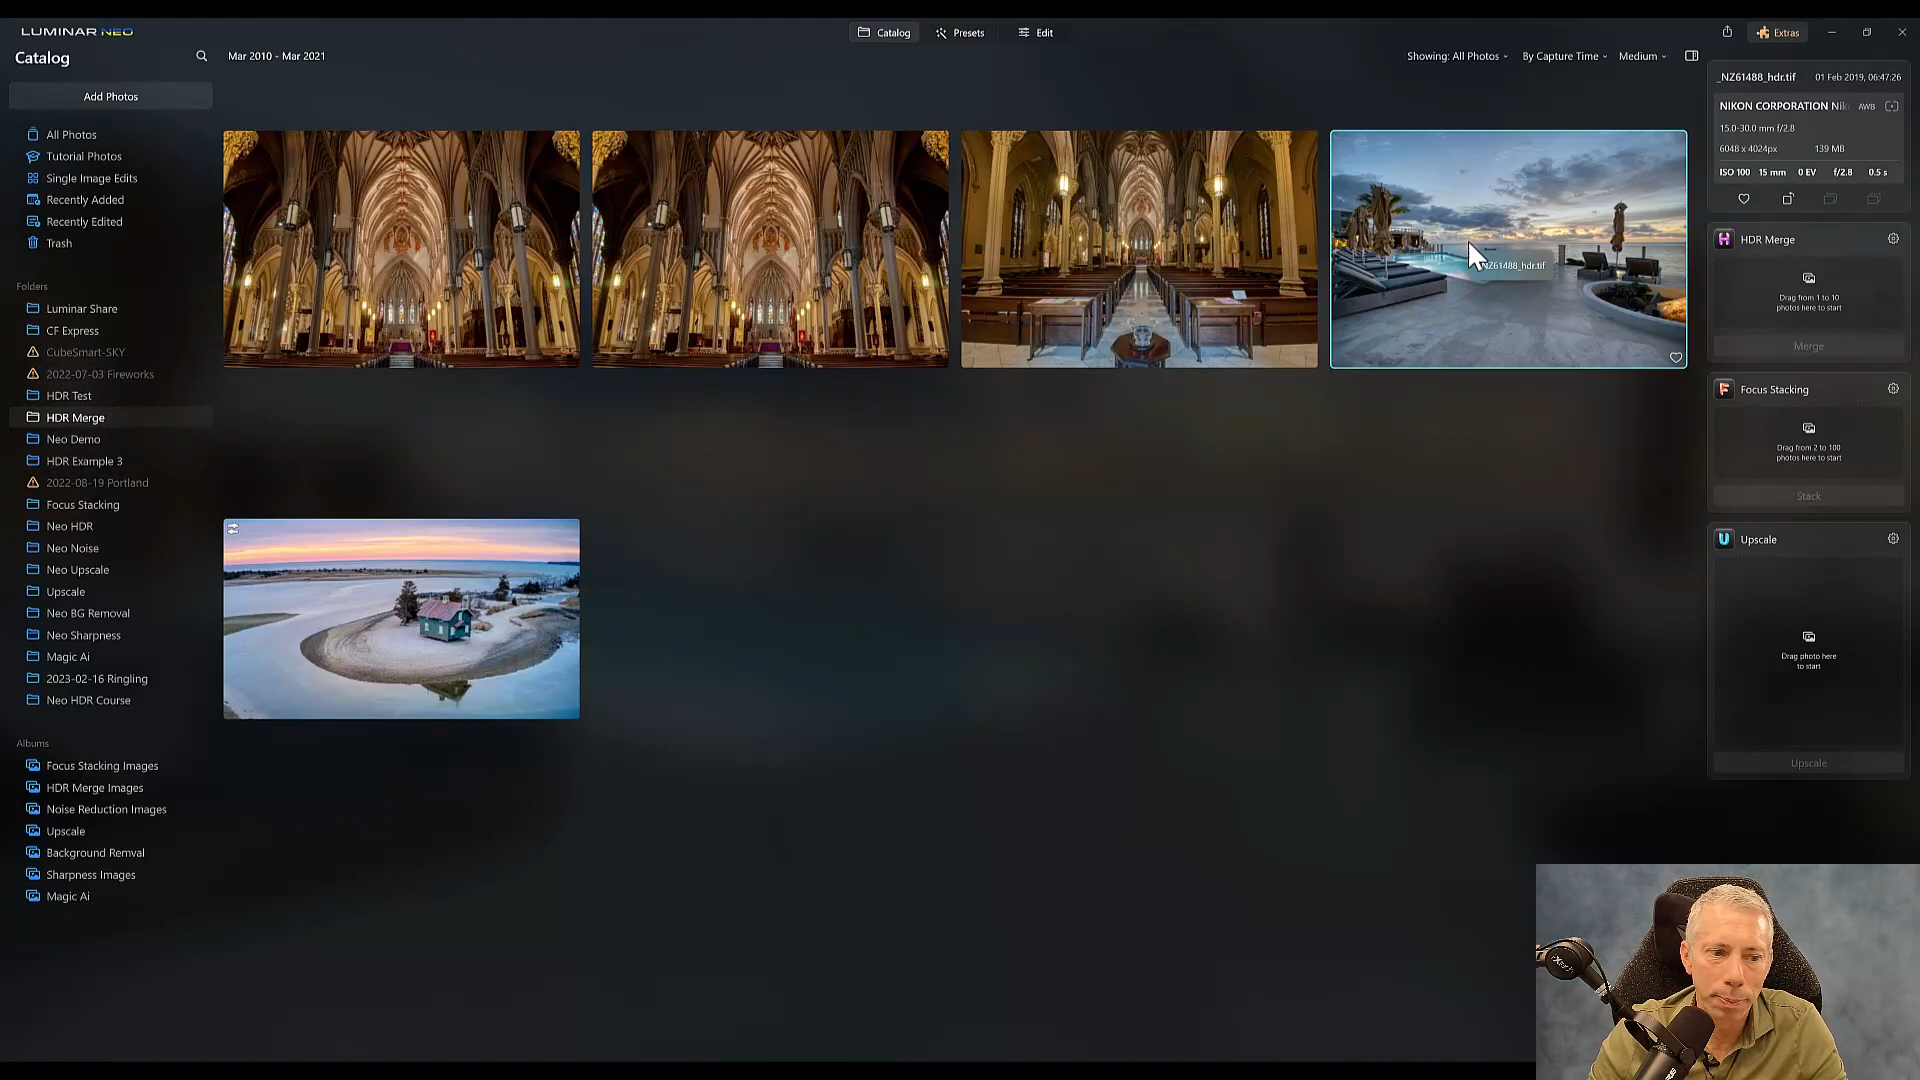 LUMINAR NEO
Catalog
Presets
Edit
Extras
Catalog
Mar 2010 - Mar 2021
Showing: All Photos
By Capture Time
Medium
Add Photos
All Photos
Tutorial Photos
Single Image Edits
Recently Added
Recently Edited
Trash
Folders
Luminar Share
CF Express
CubeSmart-SKY
2022-07-03 Fireworks
HDR Test
HDR Merge
Neo Demo
HDR Example 3
2022-08-19 Portland
Focus Stacking
Neo HDR
Neo Noise
Neo Upscale
Upscale
Neo BG Removal
Neo Sharpness
Magic Ai
2023-02-16 Ringling
Neo HDR Course
Albums
Focus Stacking Images
HDR Merge Images
Noise Reduction Images
Upscale
Background Remval
Sharpness Images
Magic Ai
NZ61488_hdr.tif
_NZ61488_hdr.tif 01 Feb 2019, 06:47:26
NIKON CORPORATION Nik AWB
15.0-30.0 mm f/2.8
6048 x 4024px 139 MB
ISO 100 15 mm 0 EV f/2.8 0.5 s
H HDR Merge
Drag from 1 to 10
photos here to start
Merge
F Focus Stacking
Drag from 2 to 100
photos here to start
Stack
U Upscale
Drag photo here
to start
Upscale